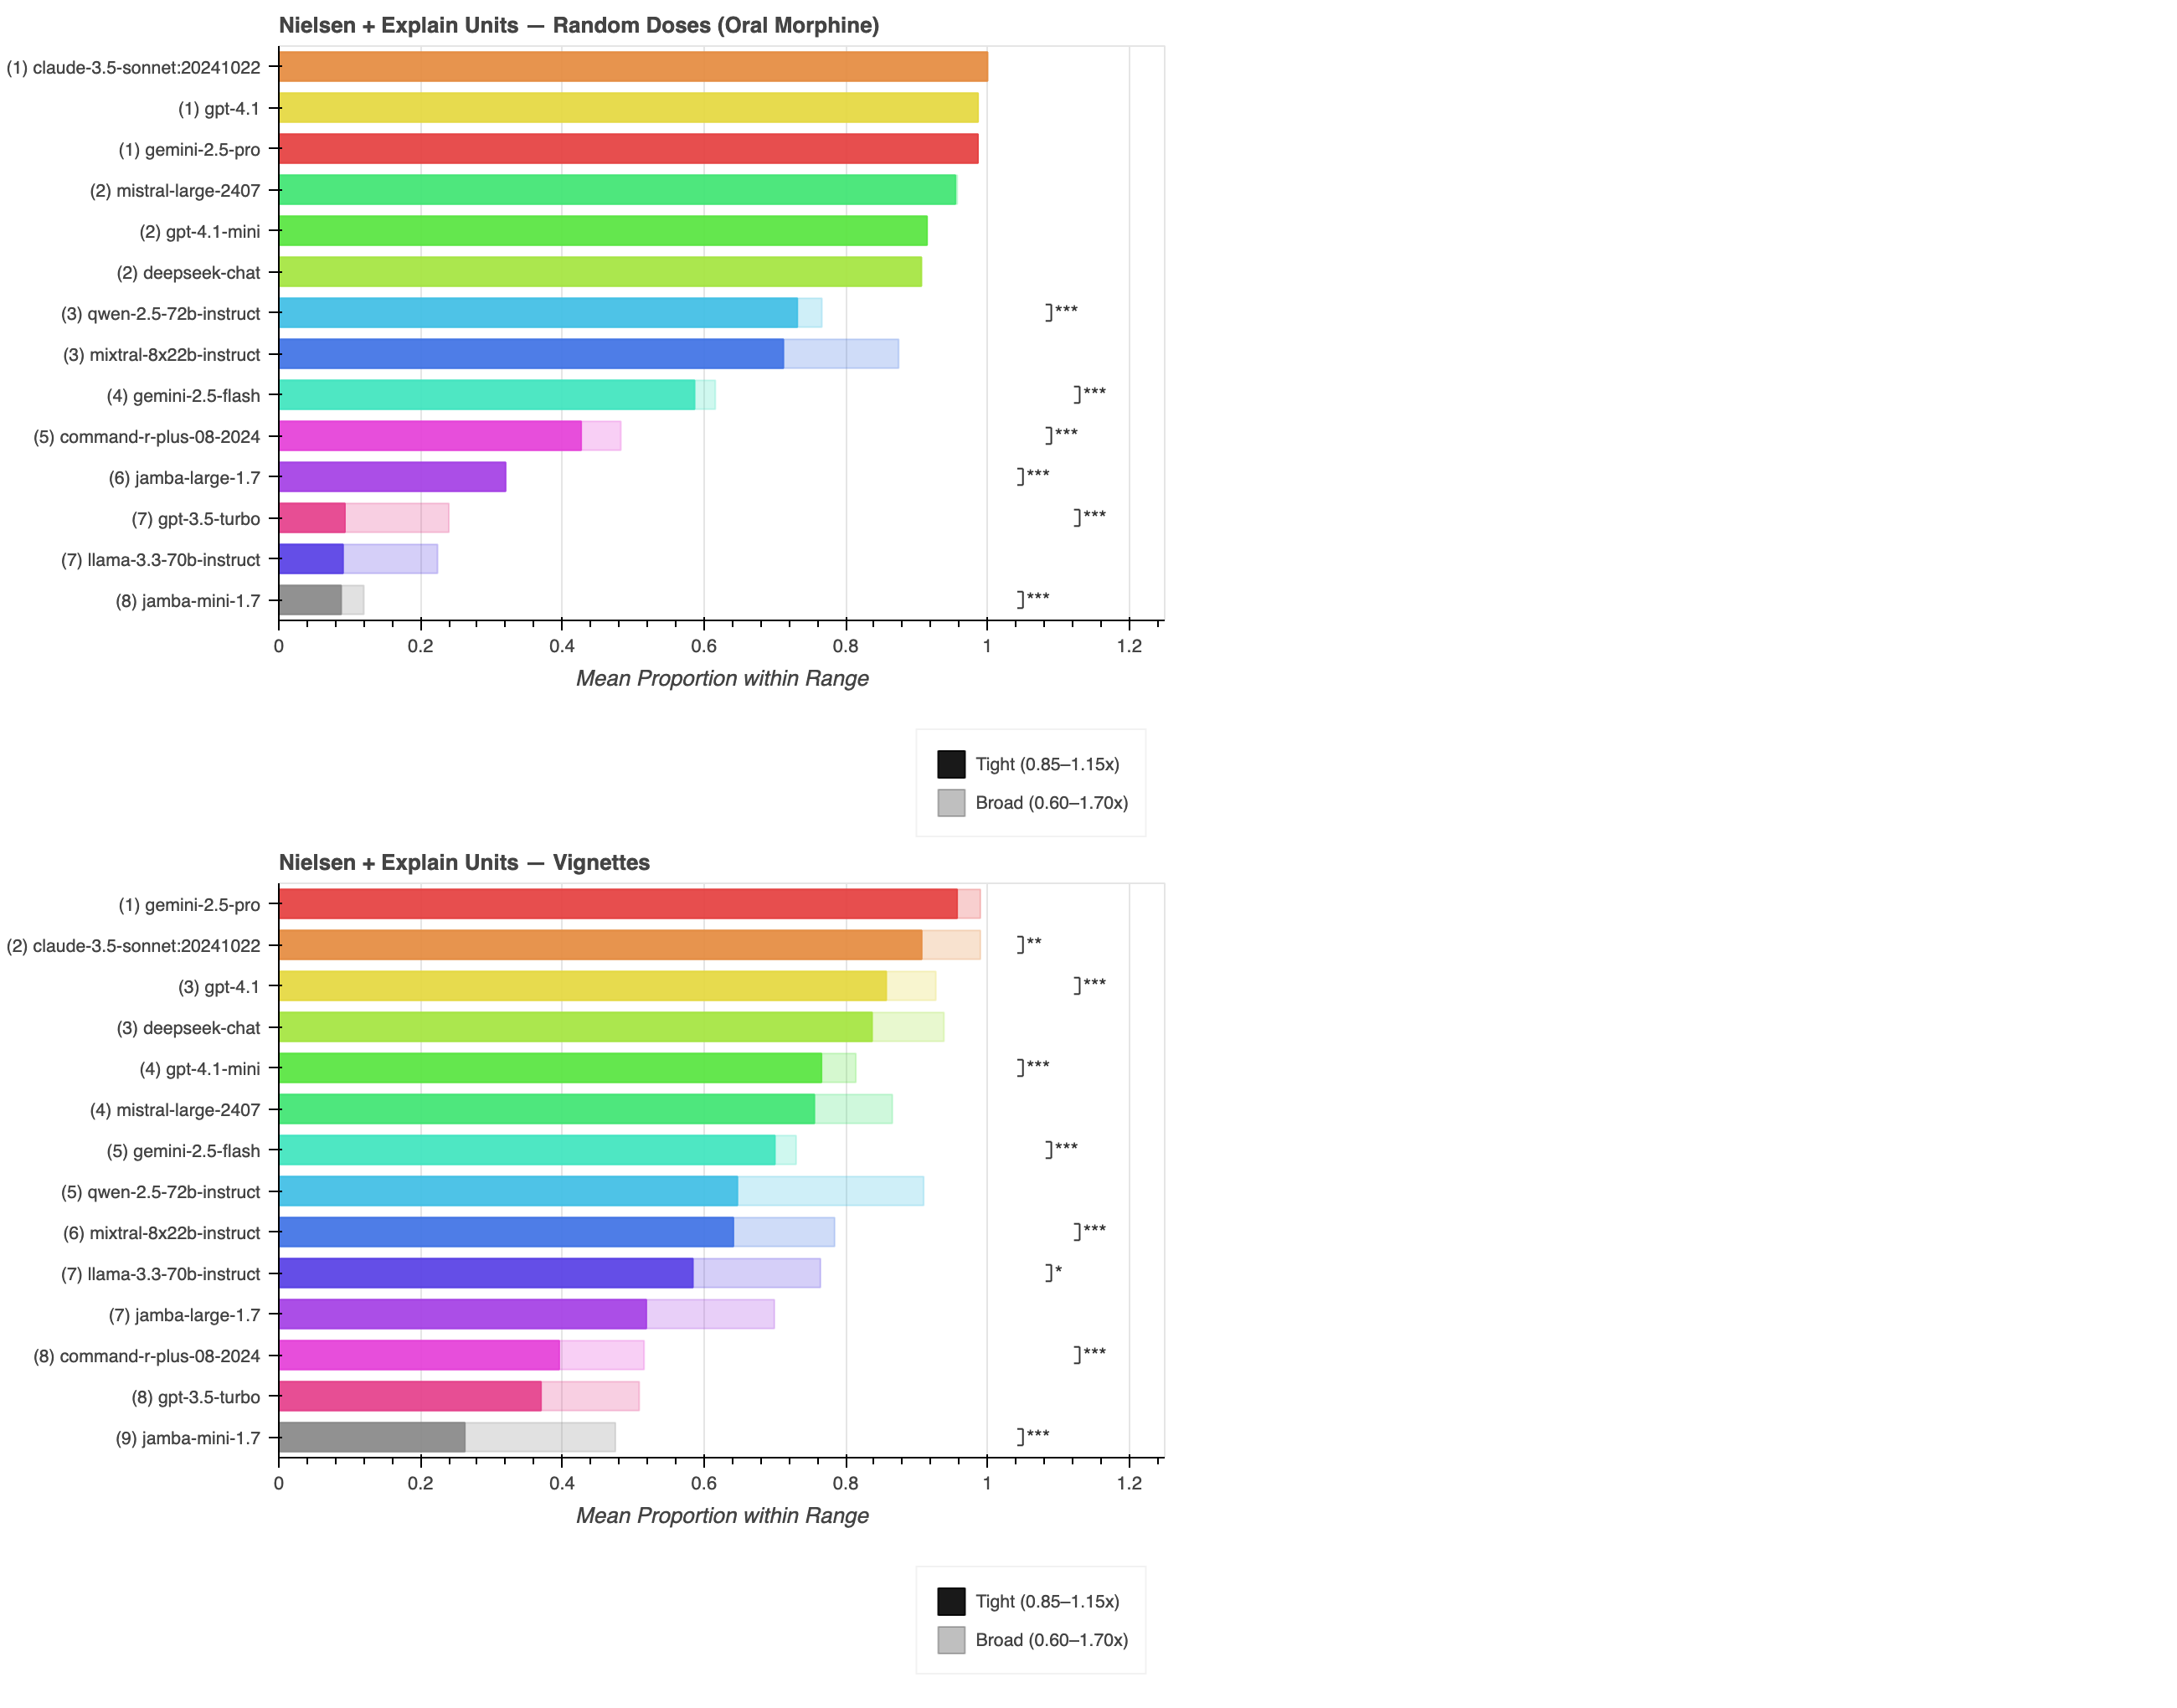 Nielsen + Explain Units — Random Doses (Oral Morphine)
(1) claude-3.5-sonnet:20241022
(1) gpt-4.1
(1) gemini-2.5-pro
(2) mistral-large-2407
(2) gpt-4.1-mini
(2) deepseek-chat
(3) qwen-2.5-72b-instruct ***
(3) mixtral-8x22b-instruct
(4) gemini-2.5-flash ***
(5) command-r-plus-08-2024 ***
(6) jamba-large-1.7 ***
(7) gpt-3.5-turbo ***
(7) llama-3.3-70b-instruct
(8) jamba-mini-1.7 ***
0 0.2 0.4 0.6 0.8 1 1.2
Mean Proportion within Range
Tight (0.85–1.15x)
Broad (0.60–1.70x)
Nielsen + Explain Units — Vignettes
(1) gemini-2.5-pro
(2) claude-3.5-sonnet:20241022 **
(3) gpt-4.1 ***
(3) deepseek-chat
(4) gpt-4.1-mini ***
(4) mistral-large-2407
(5) gemini-2.5-flash ***
(5) qwen-2.5-72b-instruct
(6) mixtral-8x22b-instruct ***
(7) llama-3.3-70b-instruct *
(7) jamba-large-1.7
(8) command-r-plus-08-2024 ***
(8) gpt-3.5-turbo
(9) jamba-mini-1.7 ***
0 0.2 0.4 0.6 0.8 1 1.2
Mean Proportion within Range
Tight (0.85–1.15x)
Broad (0.60–1.70x)